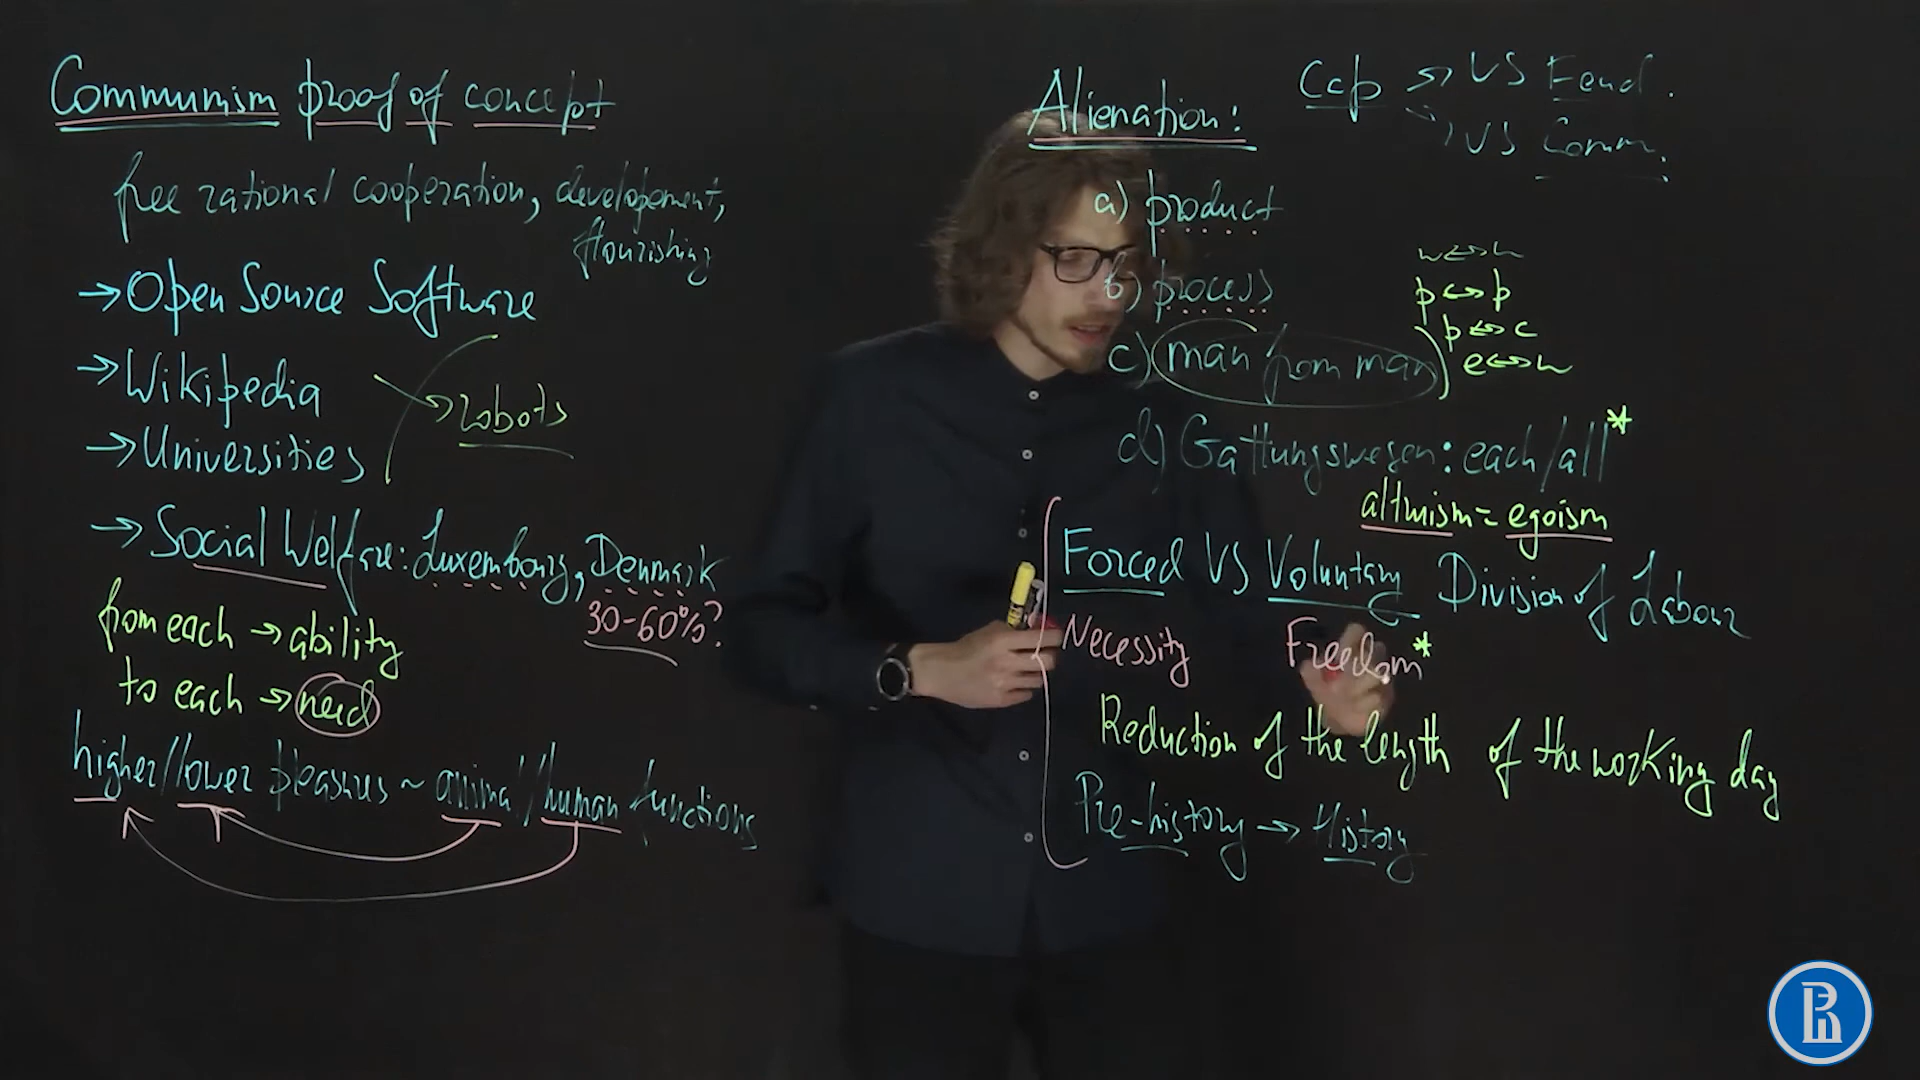 Communism proof of concept
free rational cooperation, developement,
flourishing
→ Open Source Software
→ Wikipedia
→ robots
→ Universities
→ Social Welfare: Luxembourg, Denmark
30-60%?
from each → ability
to each → need
higher/lower pleasures ~ animal/human functions
Alienation:
Cap → VS Feud.
→ VS Comm.
a) product
b) process
c) (man from man)
w ↔ w
p ↔ p
p ↔ c
e ↔ w
d) Gattungswesen: each/all*
altruism = egoism
Forced VS Voluntary Division of Labour
Necessity Freedom*
Reduction of the length of the working day
Pre-history → History